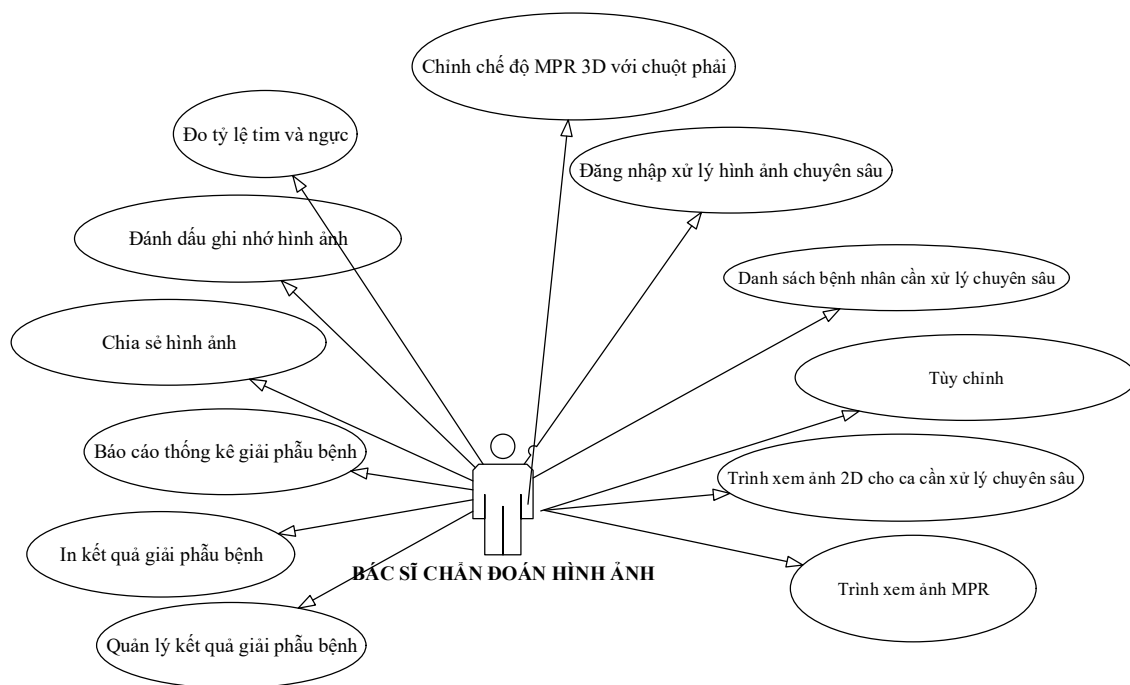 Chỉnh chế độ MPR 3D với chuột phải
Đo tỷ lệ tim và ngực
Đăng nhập xử lý hình ảnh chuyên sâu
Đánh dấu ghi nhớ hình ảnh
Danh sách bệnh nhân cần xử lý chuyên sâu
Chia sẻ hình ảnh
Tùy chỉnh
Báo cáo thống kê giải phẫu bệnh
Trình xem ảnh 2D cho ca cần xử lý chuyên sâu
In kết quả giải phẫu bệnh
BÁC SĨ CHẨN ĐOÁN HÌNH ẢNH
Trình xem ảnh MPR
Quản lý kết quả giải phẫu bệnh